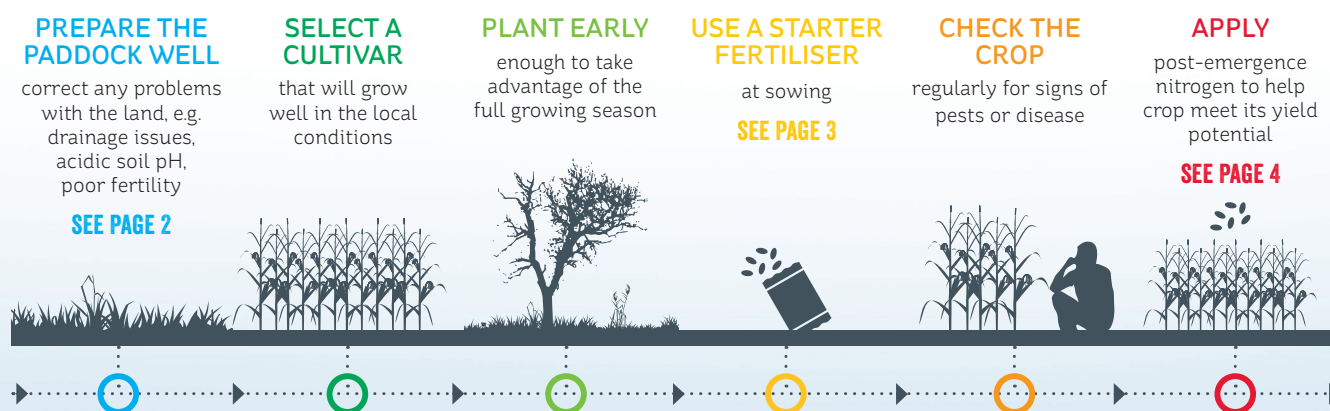 PREPARE THE
PADDOCK WELL
correct any problems
with the land, e.g.
drainage issues,
acidic soil pH,
poor fertility
SEE PAGE 2
SELECT A
CULTIVAR
that will grow
well in the local
conditions
PLANT EARLY
enough to take
advantage of the
full growing season
USE A STARTER
FERTILISER
at sowing
SEE PAGE 3
CHECK THE
CROP
regularly for signs of
pests or disease
APPLY
post-emergence
nitrogen to help
crop meet its yield
potential
SEE PAGE 4